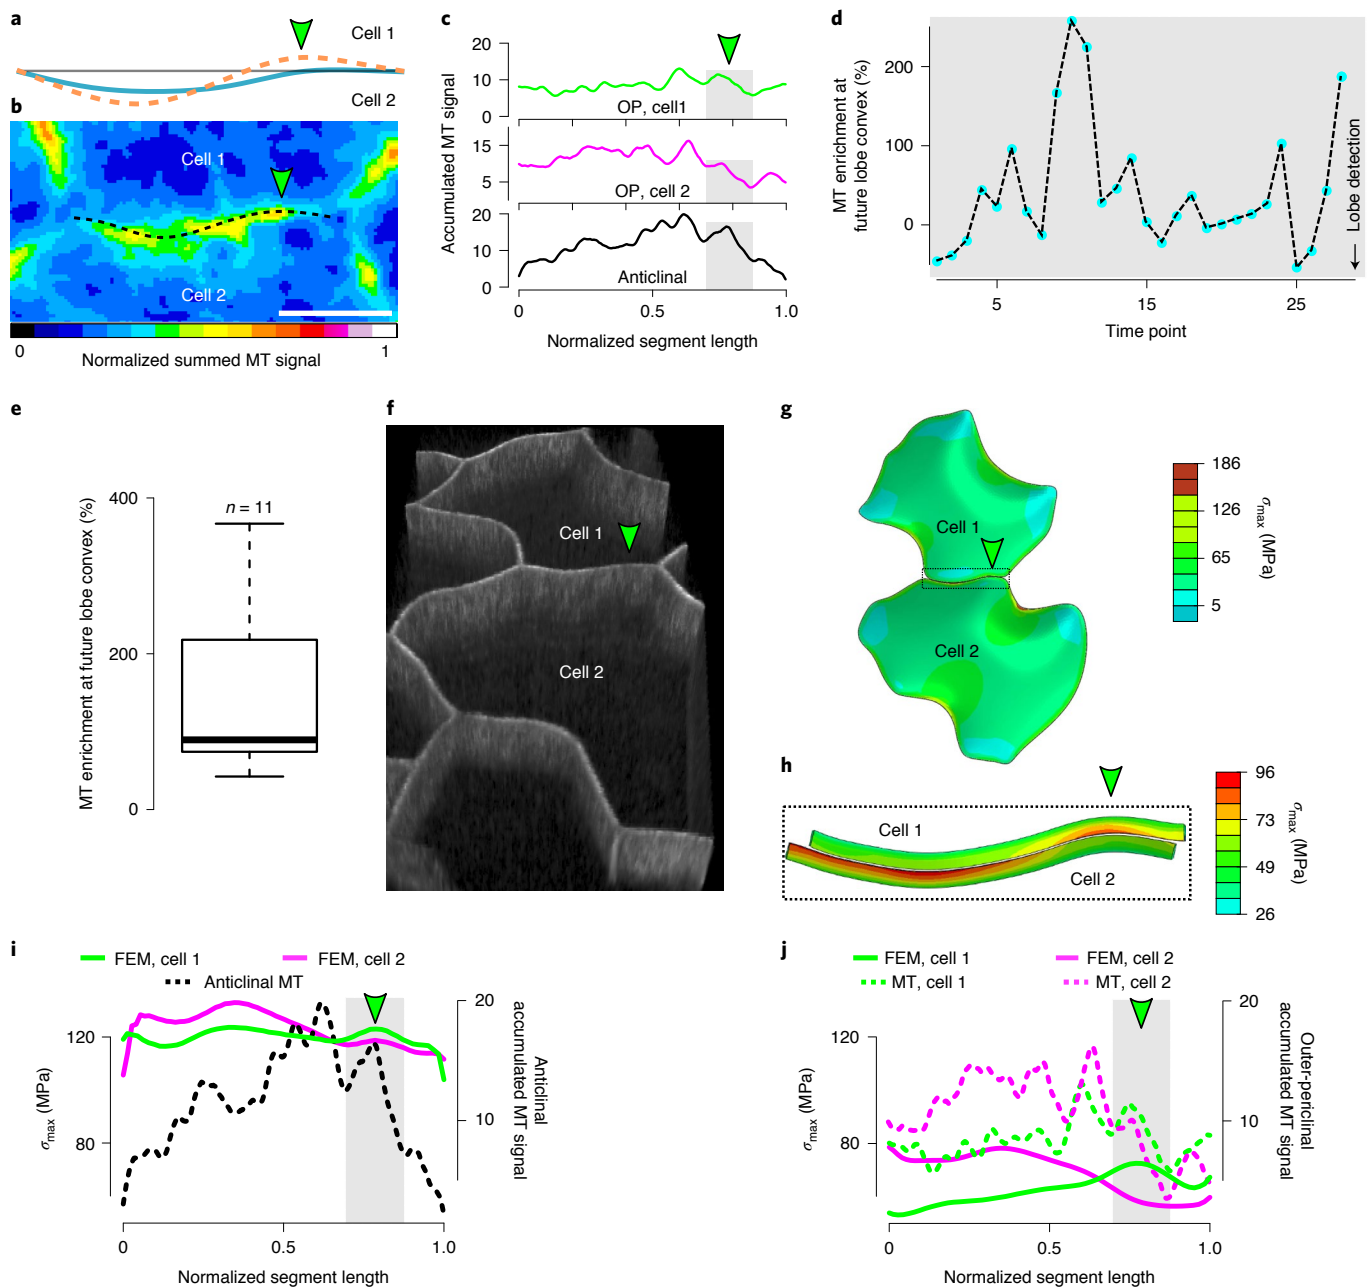 a
Cell 1
Cell 2
b
Cell 1
Cell 2
0
1
Normalized summed MT signal
c
Accumulated MT signal
20
10
0
OP, cell1
15
5
OP, cell 2
20
10
0
Anticlinal
0
0.5
1.0
Normalized segment length
d
MT enrichment at
future lobe convex (%)
200
100
0
5
15
25
Time point
Lobe detection
e
MT enrichment at future lobe convex (%)
400
200
0
n = 11
f
Cell 1
Cell 2
g
Cell 1
Cell 2
186
126
65
5
σmax (MPa)
h
Cell 1
Cell 2
96
73
49
26
σmax (MPa)
i
FEM, cell 1
FEM, cell 2
Anticlinal MT
120
80
σmax (MPa)
20
10
Anticlinal
accumulated MT signal
0
0.5
1.0
Normalized segment length
j
FEM, cell 1
FEM, cell 2
MT, cell 1
MT, cell 2
120
80
σmax (MPa)
20
10
Outer-periclinal
accumulated MT signal
0
0.5
1.0
Normalized segment length